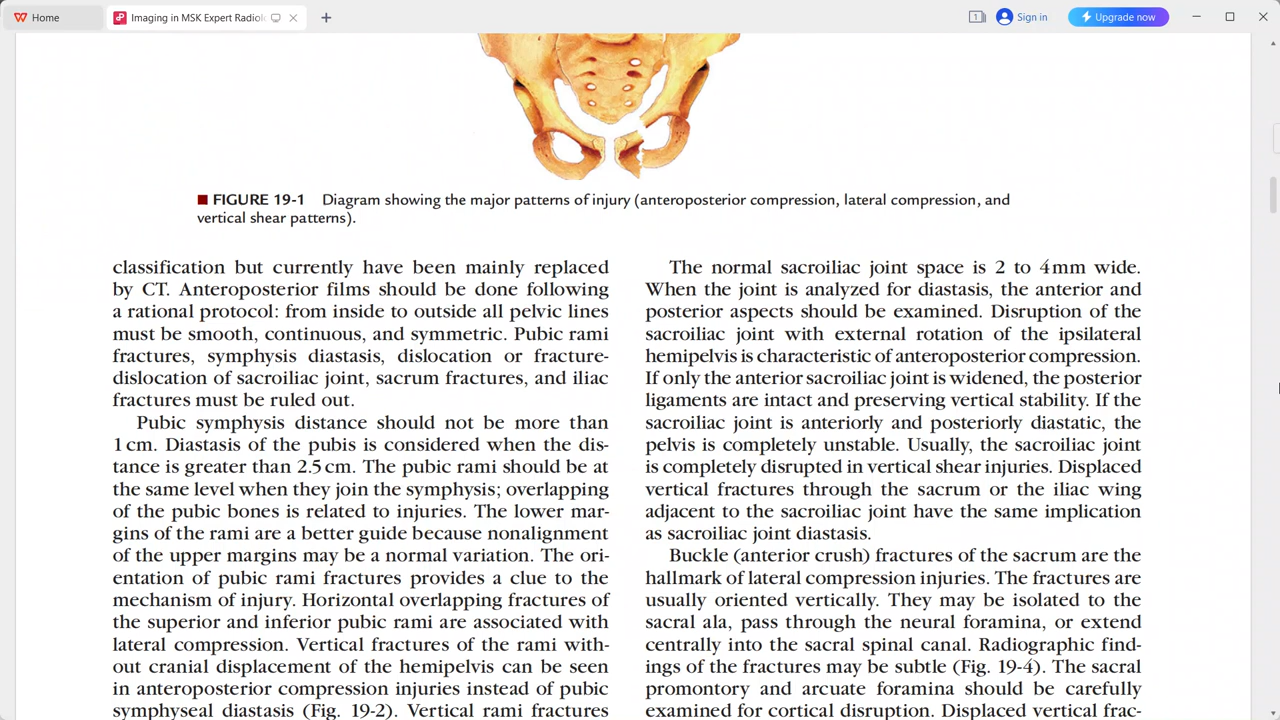 Home
Imaging in MSK Expert Radiol
1
Sign in
Upgrade now
FIGURE 19-1 Diagram showing the major patterns of injury (anteroposterior compression, lateral compression, and
vertical shear patterns).
classification but currently have been mainly replaced
by CT. Anteroposterior films should be done following
a rational protocol: from inside to outside all pelvic lines
must be smooth, continuous, and symmetric. Pubic rami
fractures, symphysis diastasis, dislocation or fracture-
dislocation of sacroiliac joint, sacrum fractures, and iliac
fractures must be ruled out.
Pubic symphysis distance should not be more than
1 cm. Diastasis of the pubis is considered when the dis-
tance is greater than 2.5 cm. The pubic rami should be at
the same level when they join the symphysis; overlapping
of the pubic bones is related to injuries. The lower mar-
gins of the rami are a better guide because nonalignment
of the upper margins may be a normal variation. The ori-
entation of pubic rami fractures provides a clue to the
mechanism of injury. Horizontal overlapping fractures of
the superior and inferior pubic rami are associated with
lateral compression. Vertical fractures of the rami with-
out cranial displacement of the hemipelvis can be seen
in anteroposterior compression injuries instead of pubic
symphyseal diastasis (Fig. 19-2). Vertical rami fractures
The normal sacroiliac joint space is 2 to 4 mm wide.
When the joint is analyzed for diastasis, the anterior and
posterior aspects should be examined. Disruption of the
sacroiliac joint with external rotation of the ipsilateral
hemipelvis is characteristic of anteroposterior compression.
If only the anterior sacroiliac joint is widened, the posterior
ligaments are intact and preserving vertical stability. If the
sacroiliac joint is anteriorly and posteriorly diastatic, the
pelvis is completely unstable. Usually, the sacroiliac joint
is completely disrupted in vertical shear injuries. Displaced
vertical fractures through the sacrum or the iliac wing
adjacent to the sacroiliac joint have the same implication
as sacroiliac joint diastasis.
Buckle (anterior crush) fractures of the sacrum are the
hallmark of lateral compression injuries. The fractures are
usually oriented vertically. They may be isolated to the
sacral ala, pass through the neural foramina, or extend
centrally into the sacral spinal canal. Radiographic find-
ings of the fractures may be subtle (Fig. 19-4). The sacral
promontory and arcuate foramina should be carefully
examined for cortical disruption. Displaced vertical frac-